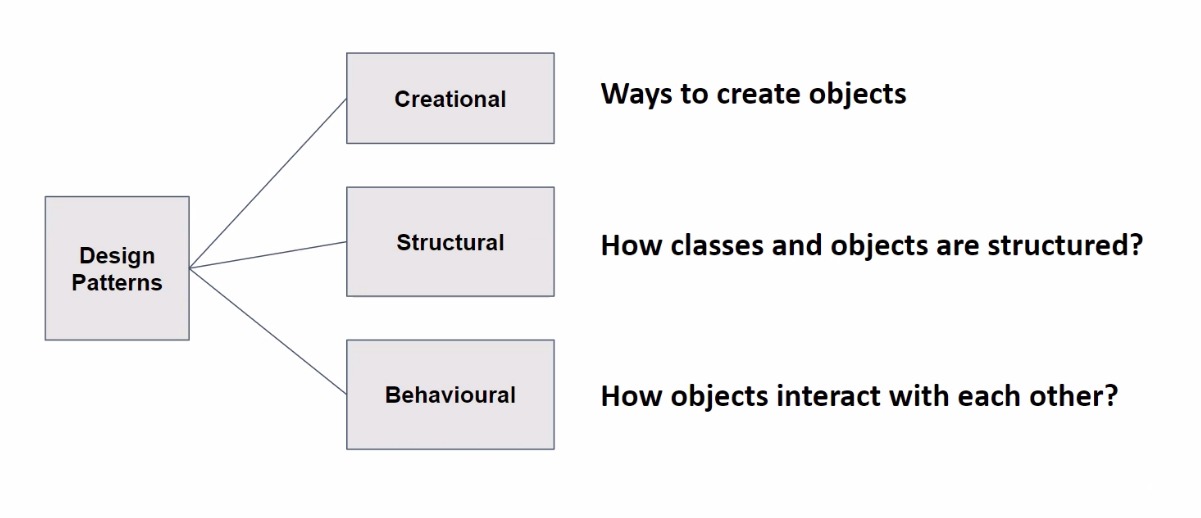 Design
Patterns
Creational
Ways to create objects
Structural
How classes and objects are structured?
Behavioural
How objects interact with each other?